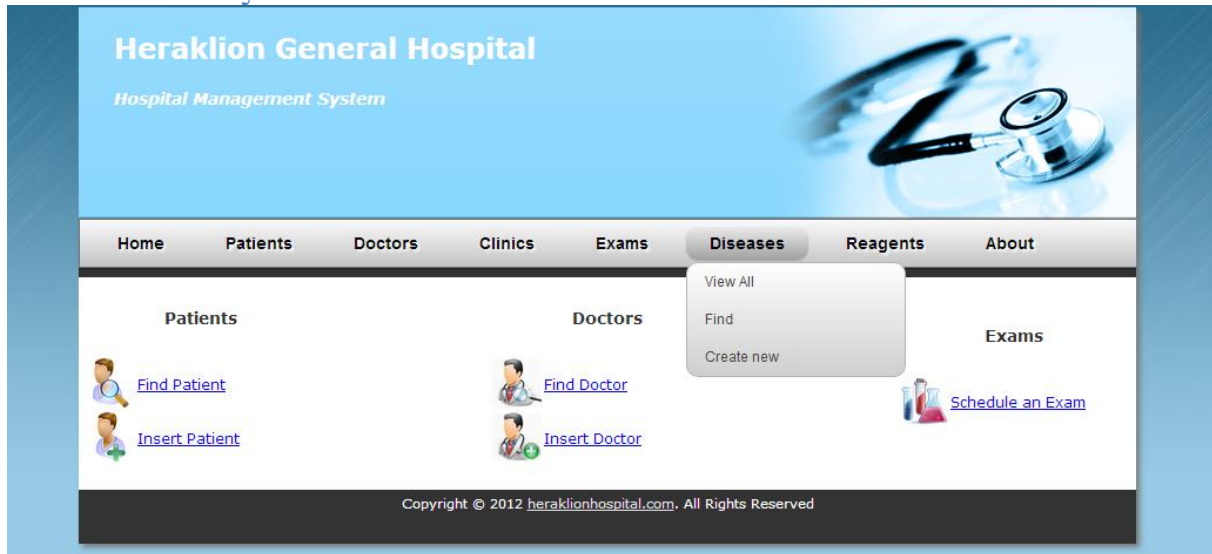 Heraklion General Hospital
Hospital Management System
Home Patients Doctors Clinics Exams Diseases Reagents About
View All
Find
Create new
Patients
Find Patient
Insert Patient
Doctors
Find Doctor
Insert Doctor
Exams
Schedule an Exam
Copyright © 2012 heraklionhospital.com. All Rights Reserved